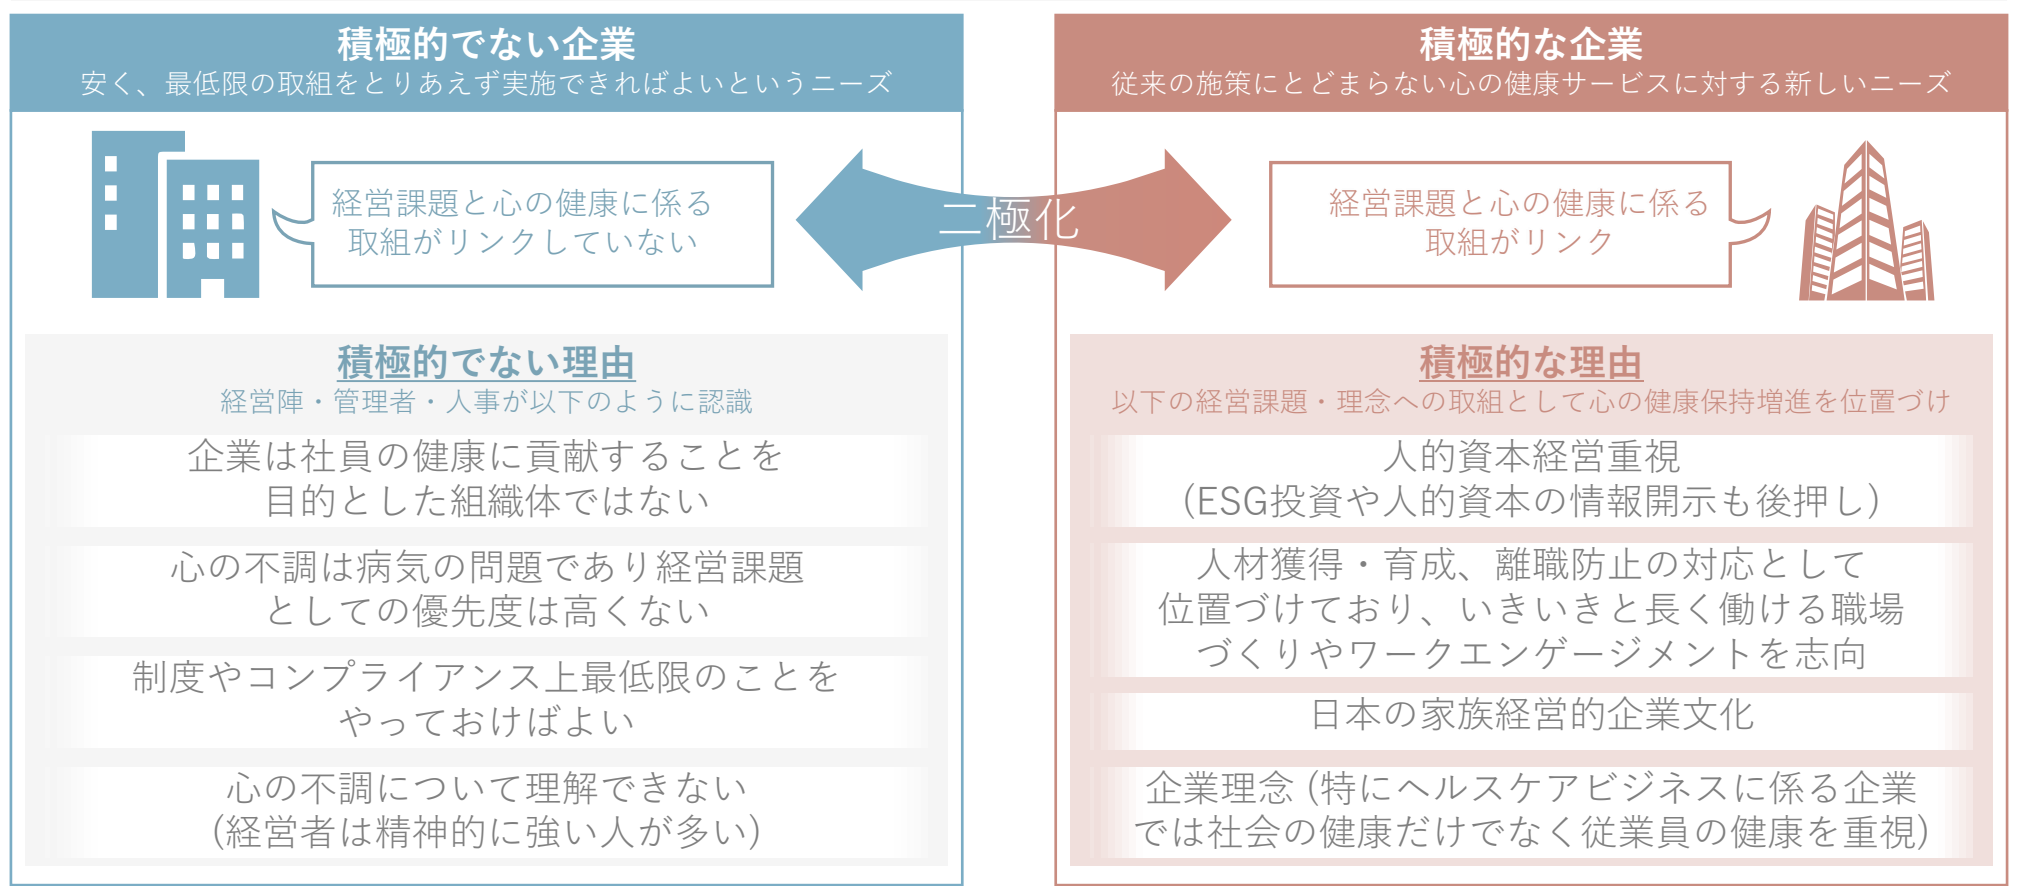 積極的でない企業
安く、最低限の取組をとりあえず実施できればよいというニーズ
経営課題と心の健康に係る
取組がリンクしていない
積極的でない理由
経営陣・管理者・人事が以下のように認識
企業は社員の健康に貢献することを
目的とした組織体ではない
心の不調は病気の問題であり経営課題
としての優先度は高くない
制度やコンプライアンス上最低限のことを
やっておけばよい
心の不調について理解できない
(経営者は精神的に強い人が多い)
二極化
積極的な企業
従来の施策にとどまらない心の健康サービスに対する新しいニーズ
経営課題と心の健康に係る
取組がリンク
積極的な理由
以下の経営課題・理念への取組として心の健康保持増進を位置づけ
人的資本経営重視
(ESG投資や人的資本の情報開示も後押し)
人材獲得・育成、離職防止の対応として
位置づけており、いきいきと長く働ける職場
づくりやワークエンゲージメントを志向
日本の家族経営的企業文化
企業理念 (特にヘルスケアビジネスに係る企業
では社会の健康だけでなく従業員の健康を重視)